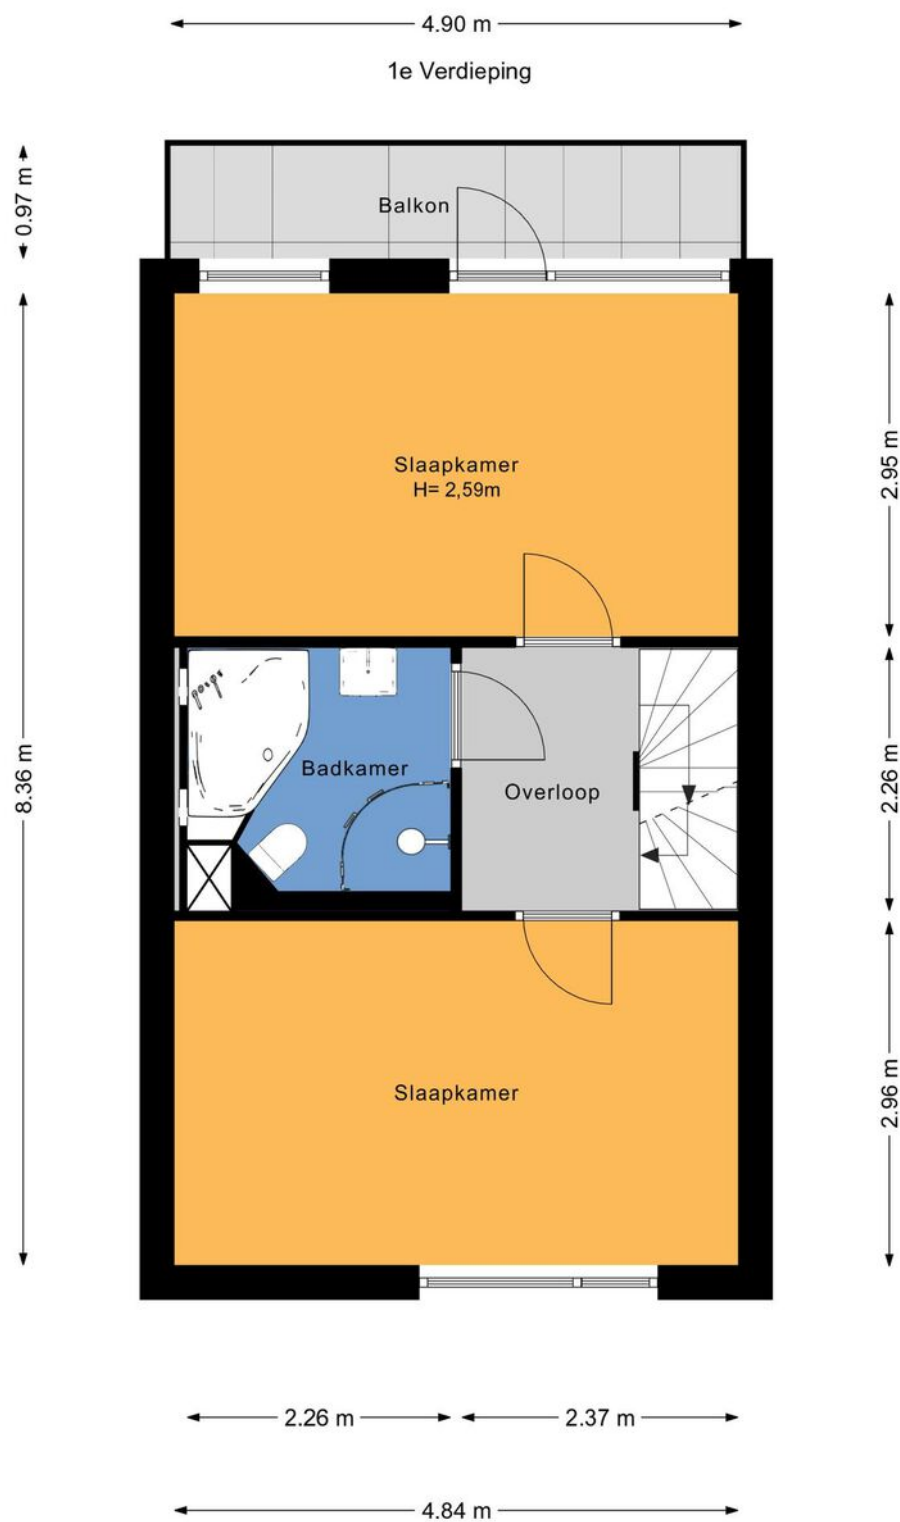 4.90 m
1e Verdieping
0.97 m
Balkon
Slaapkamer
H= 2,59m
2.95 m
8.36 m
Badkamer
Overloop
2.26 m
Slaapkamer
2.96 m
2.26 m
2.37 m
4.84 m